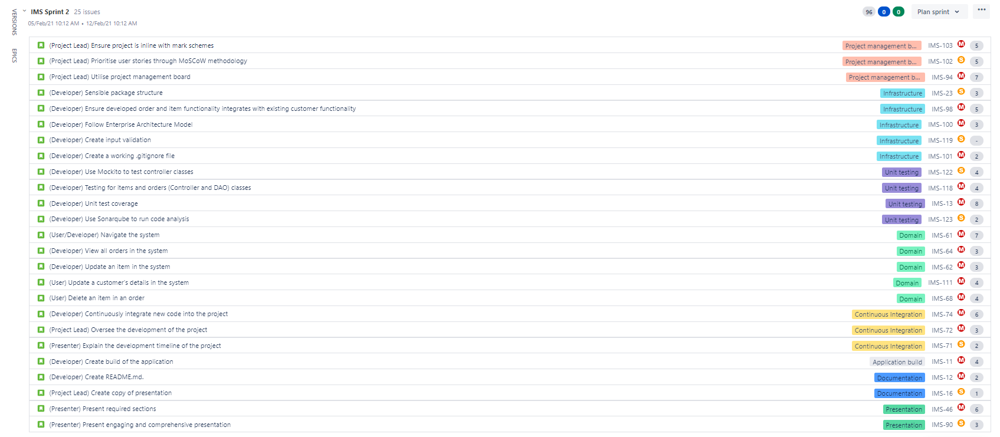 VERSIONS
EPICS
IMS Sprint 2 25 issues 96 0 0 Plan sprint
05/Feb/21 10:12 AM • 12/Feb/21 10:12 AM
(Project Lead) Ensure project is inline with mark schemes Project management b... IMS-103 M 5
(Project Lead) Prioritise user stories through MoSCoW methodology Project management b... IMS-102 S 5
(Project Lead) Utilise project management board Project management b... IMS-94 M 7
(Developer) Sensible package structure Infrastructure IMS-23 S 3
(Developer) Ensure developed order and item functionality integrates with existing customer functionality Infrastructure IMS-98 M 5
(Developer) Follow Enterprise Architecture Model Infrastructure IMS-100 M 3
(Developer) Create input validation Infrastructure IMS-119 S -
(Developer) Create a working .gitignore file Infrastructure IMS-101 M 2
(Developer) Use Mockito to test controller classes Unit testing IMS-122 S 4
(Developer) Testing for items and orders (Controller and DAO) classes Unit testing IMS-118 M 4
(Developer) Unit test coverage Unit testing IMS-13 M 8
(Developer) Use Sonarqube to run code analysis Unit testing IMS-123 S 2
(User/Developer) Navigate the system Domain IMS-61 M 7
(Developer) View all orders in the system Domain IMS-64 M 3
(Developer) Update an item in the system Domain IMS-62 M 3
(User) Update a customer's details in the system Domain IMS-111 M 4
(User) Delete an item in an order Domain IMS-68 M 4
(Developer) Continuously integrate new code into the project Continuous Integration IMS-74 M 6
(Project Lead) Oversee the development of the project Continuous Integration IMS-72 M 3
(Presenter) Explain the development timeline of the project Continuous Integration IMS-71 S 2
(Developer) Create build of the application Application build IMS-11 M 4
(Developer) Create README.md. Documentation IMS-12 M 2
(Project Lead) Create copy of presentation Documentation IMS-16 S 1
(Presenter) Present required sections Presentation IMS-46 M 6
(Presenter) Present engaging and comprehensive presentation Presentation IMS-90 S 3